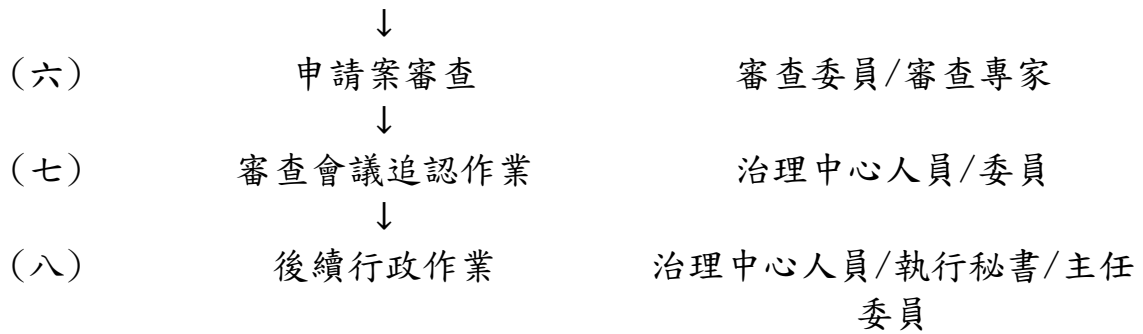 ↓
（六） 申請案審查 審查委員/審查專家
↓
（七） 審查會議追認作業 治理中心人員/委員
↓
（八） 後續行政作業 治理中心人員/執行秘書/主任
委員